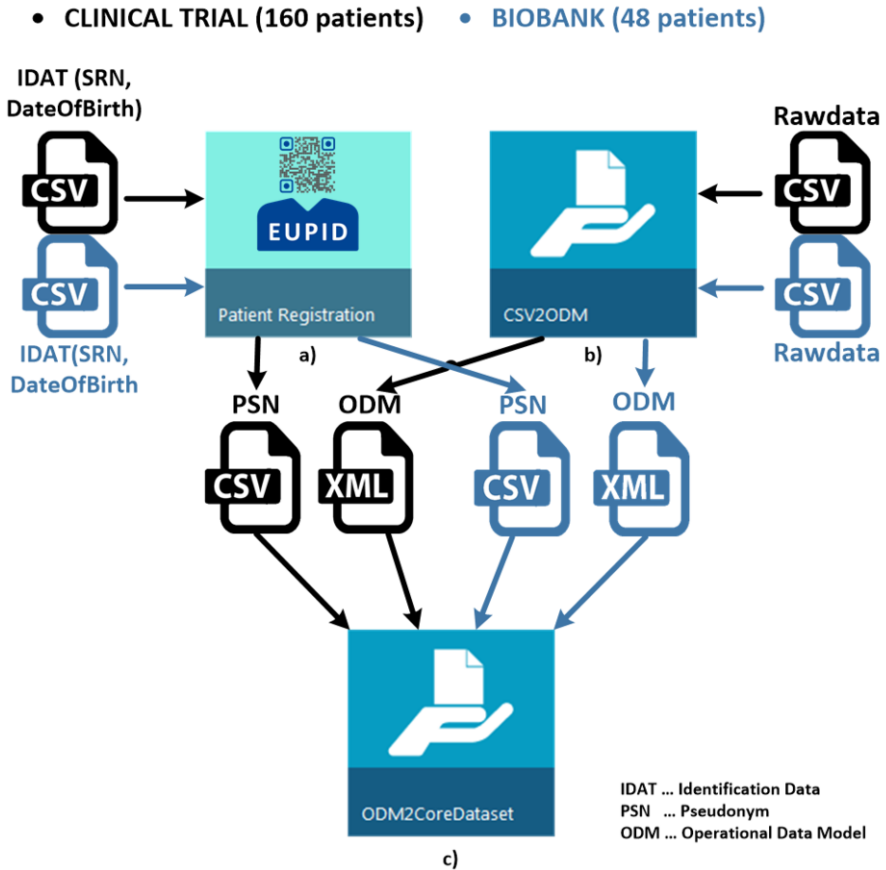 • CLINICAL TRIAL (160 patients) • BIOBANK (48 patients)
IDAT (SRN,
DateOfBirth)
CSV
CSV
IDAT(SRN,
DateOfBirth
EUPID
Patient Registration
a)
CSV2ODM
b)
Rawdata
CSV
CSV
Rawdata
PSN ODM PSN ODM
CSV XML CSV XML
ODM2CoreDataset
c)
IDAT ... Identification Data
PSN ... Pseudonym
ODM ... Operational Data Model